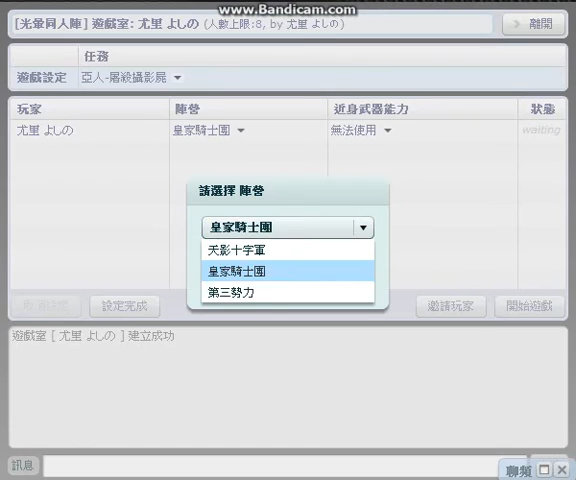 www.Bandicam.com
[光暈同人陣] 遊戲室: 尤里 よしの (人數上限:8, by 尤里 よしの)
離開
任務
遊戲設定 亞人-屠殺攝影屍
玩家 陣營 近身武器能力 狀態
尤里 よしの 皇家騎士團 無法使用 waiting
請選擇 陣營
皇家騎士團
天影十字軍
皇家騎士團
第三勢力
設定完成 邀請玩家 開始遊戲
遊戲室 [ 尤里 よしの ] 建立成功
訊息
聊頻